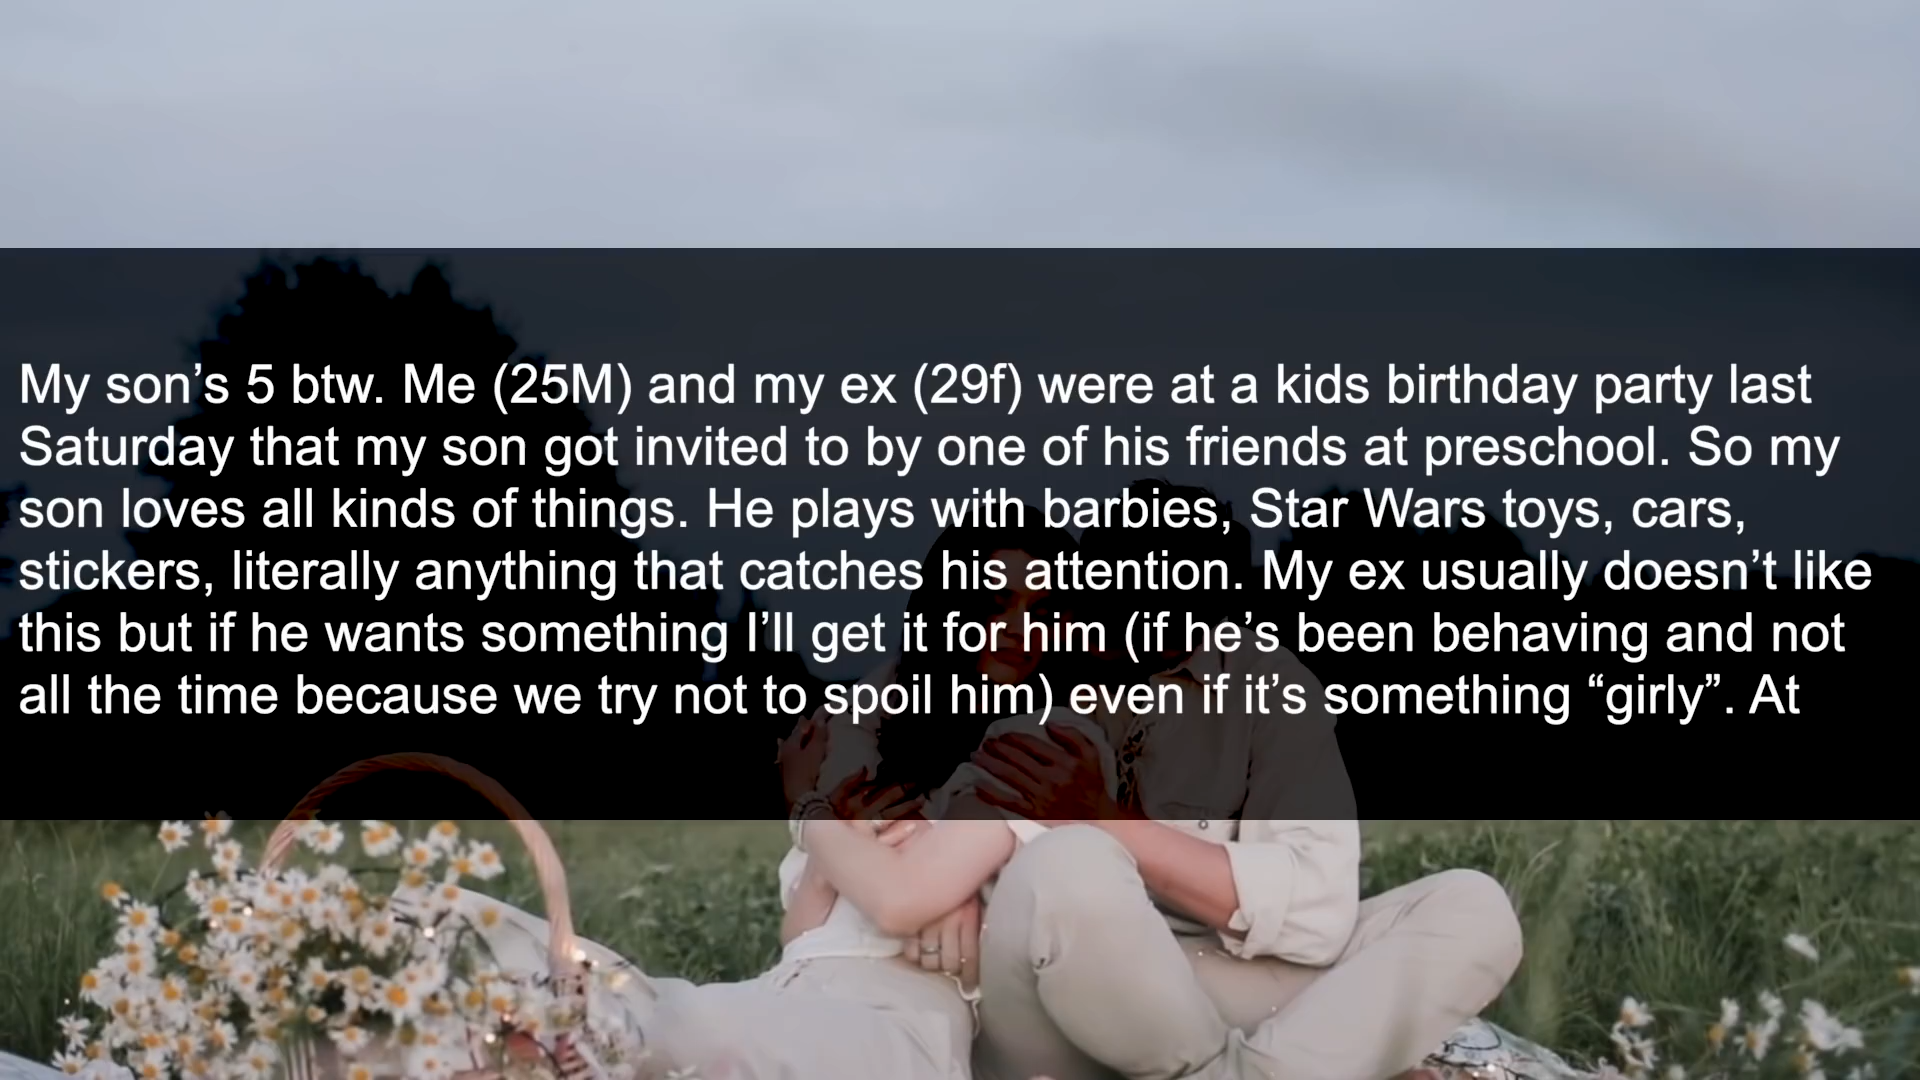 My son’s 5 btw. Me (25M) and my ex (29f) were at a kids birthday party last
Saturday that my son got invited to by one of his friends at preschool. So my
son loves all kinds of things. He plays with barbies, Star Wars toys, cars,
stickers, literally anything that catches his attention. My ex usually doesn’t like
this but if he wants something I’ll get it for him (if he’s been behaving and not
all the time because we try not to spoil him) even if it’s something “girly”. At